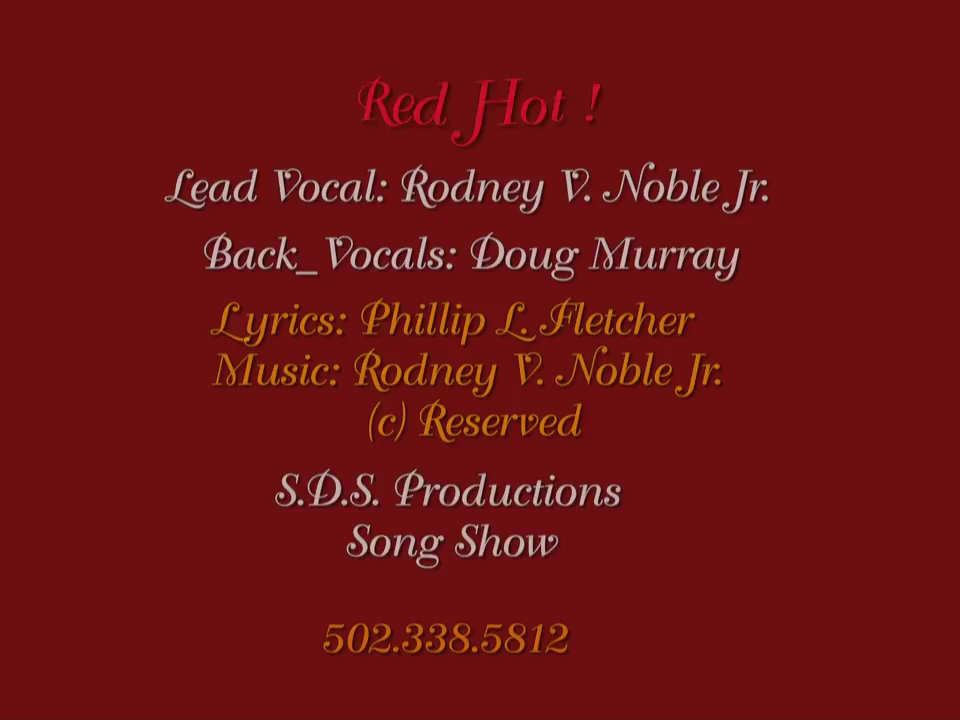 Red Hot !
Lead Vocal: Rodney V. Noble Jr.
Back_Vocals: Doug Murray
Lyrics: Phillip L. Fletcher
Music: Rodney V. Noble Jr.
(c) Reserved
S.D.S. Productions
Song Show
502.338.5812